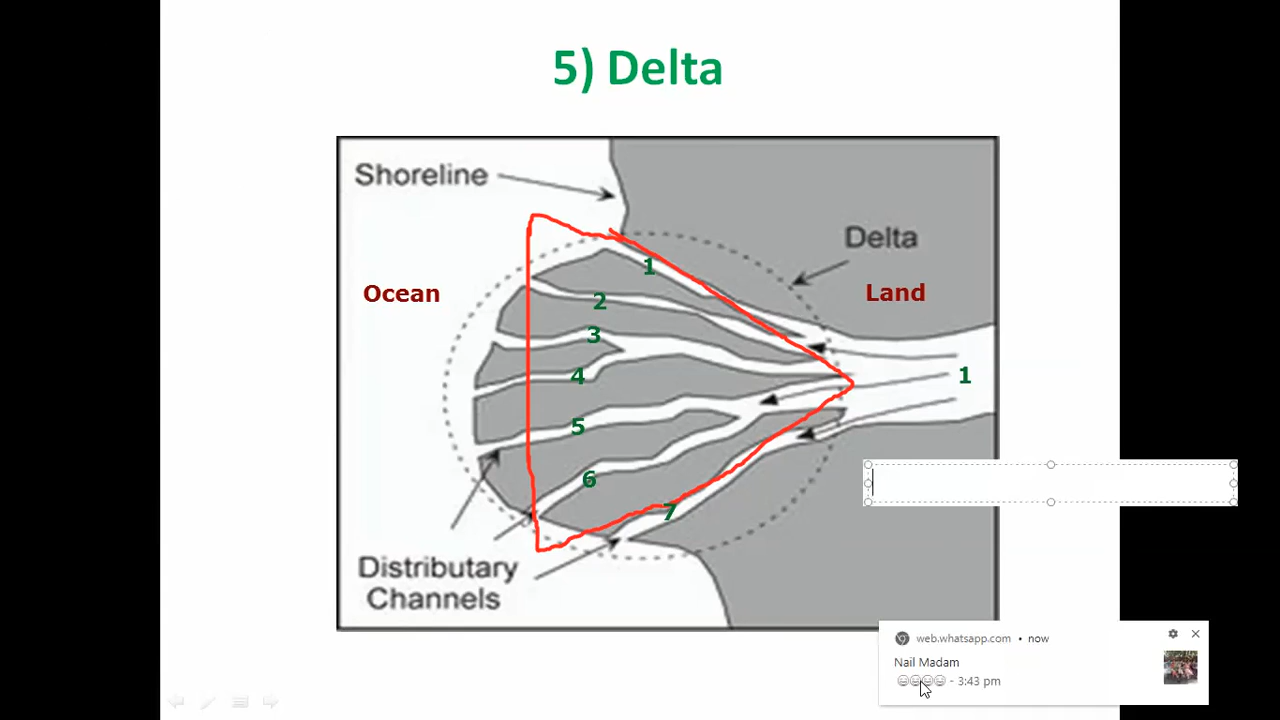 5) Delta
Shoreline
Delta
Ocean
Land
1
2
3
4
5
6
7
1
Distributary
Channels
web.whatsapp.com • now
Nail Madam
😄😄😄😄 - 3:43 pm